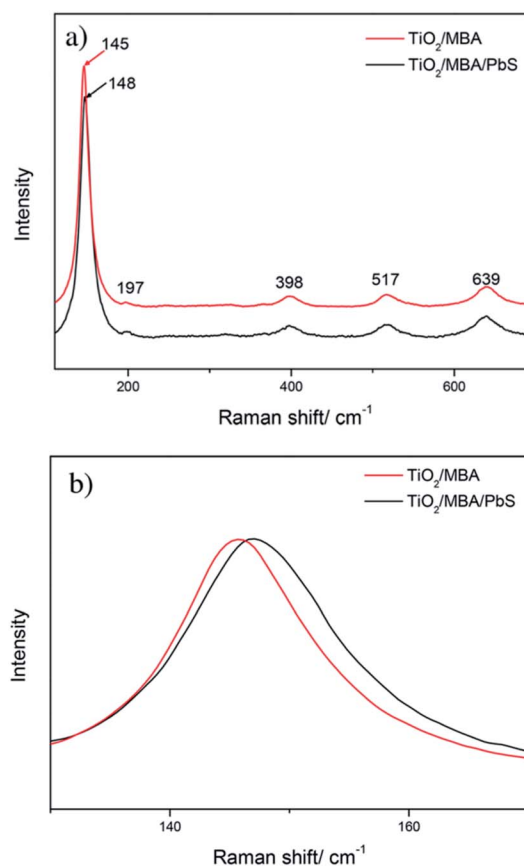 a)
145
148
TiO₂/MBA
TiO₂/MBA/PbS
197
398
517
639
Intensity
200
400
600
Raman shift/ cm⁻¹
b)
TiO₂/MBA
TiO₂/MBA/PbS
Intensity
140
160
Raman shift/ cm⁻¹